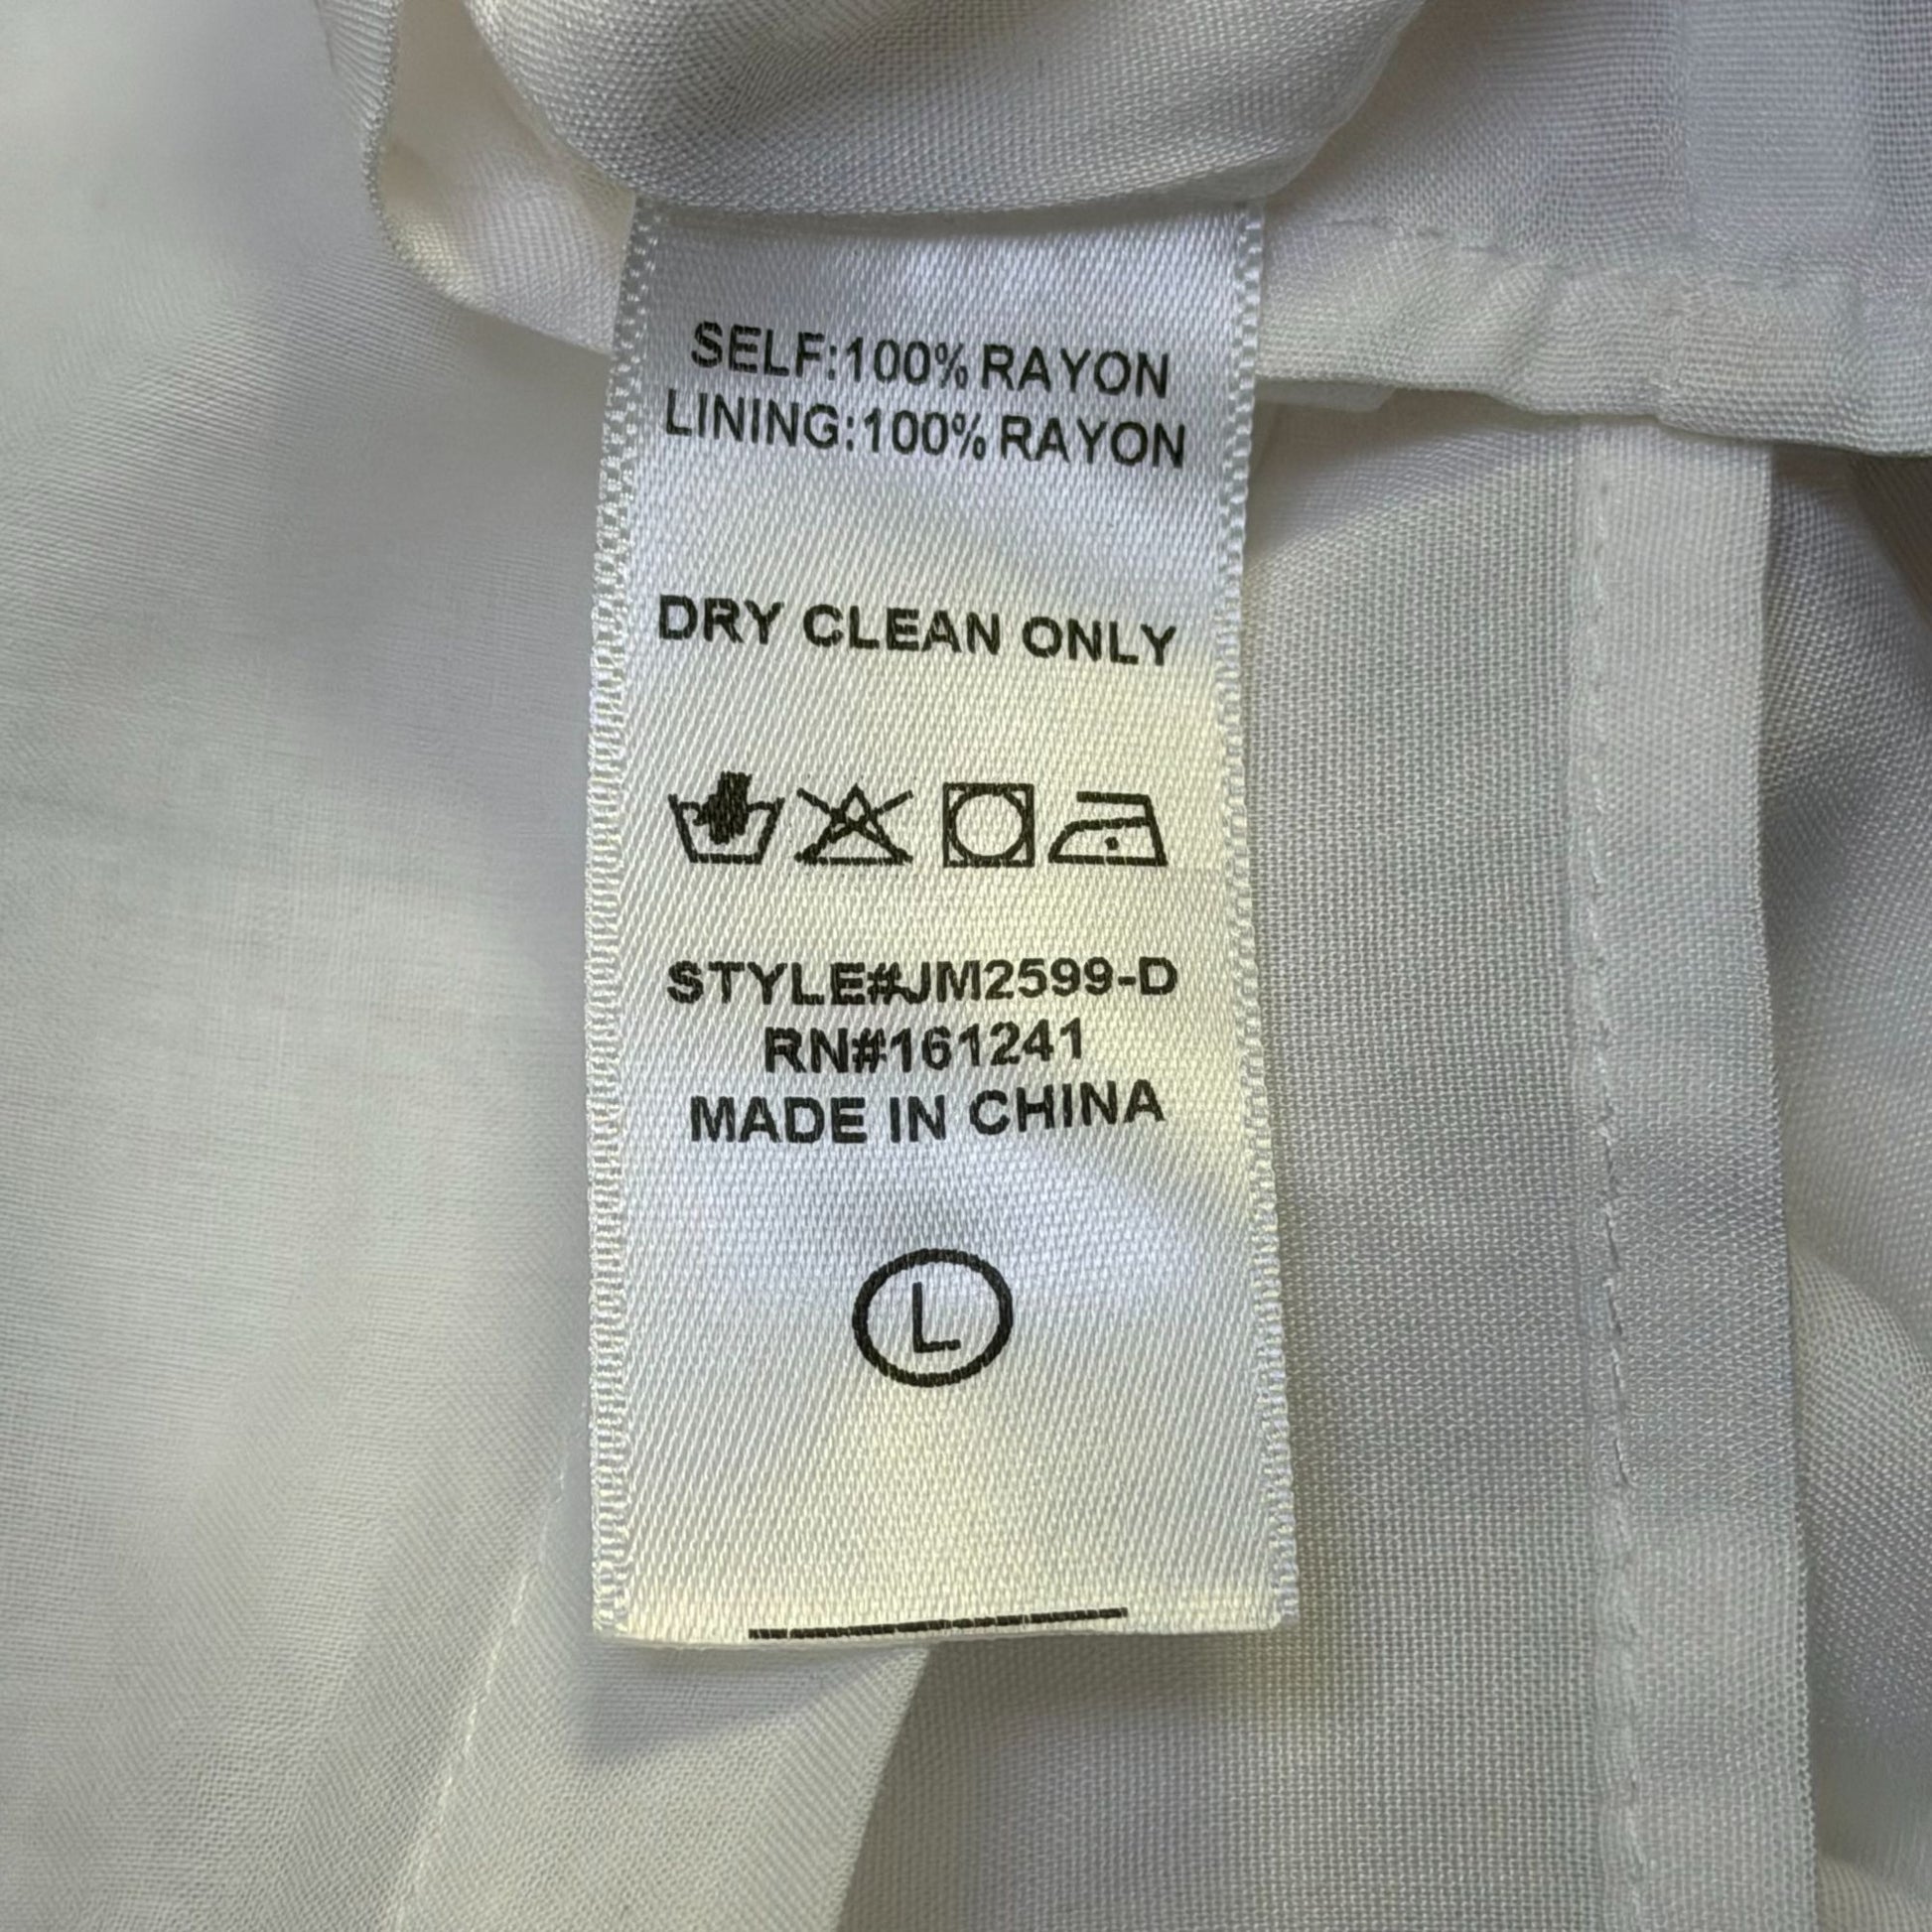 SELF:100% RAYON
LINING:100% RAYON
DRY CLEAN ONLY
STYLE#JM2599-D
RN#161241
MADE IN CHINA
L